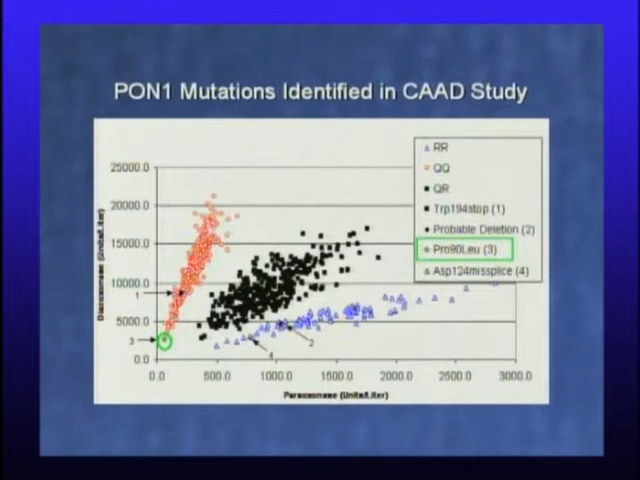 PON1 Mutations Identified in CAAD Study
25000.0
20000.0
15000.0
10000.0
5000.0
0.0
Diazoxonase (Units/Liter)
1
3
4
2
0.0 500.0 1000.0 1500.0 2000.0 2500.0 3000.0
Paraoxonase (Units/Liter)
RR
QQ
QR
Trp194stop (1)
Probable Deletion (2)
Pro90Leu (3)
Asp124missplice (4)